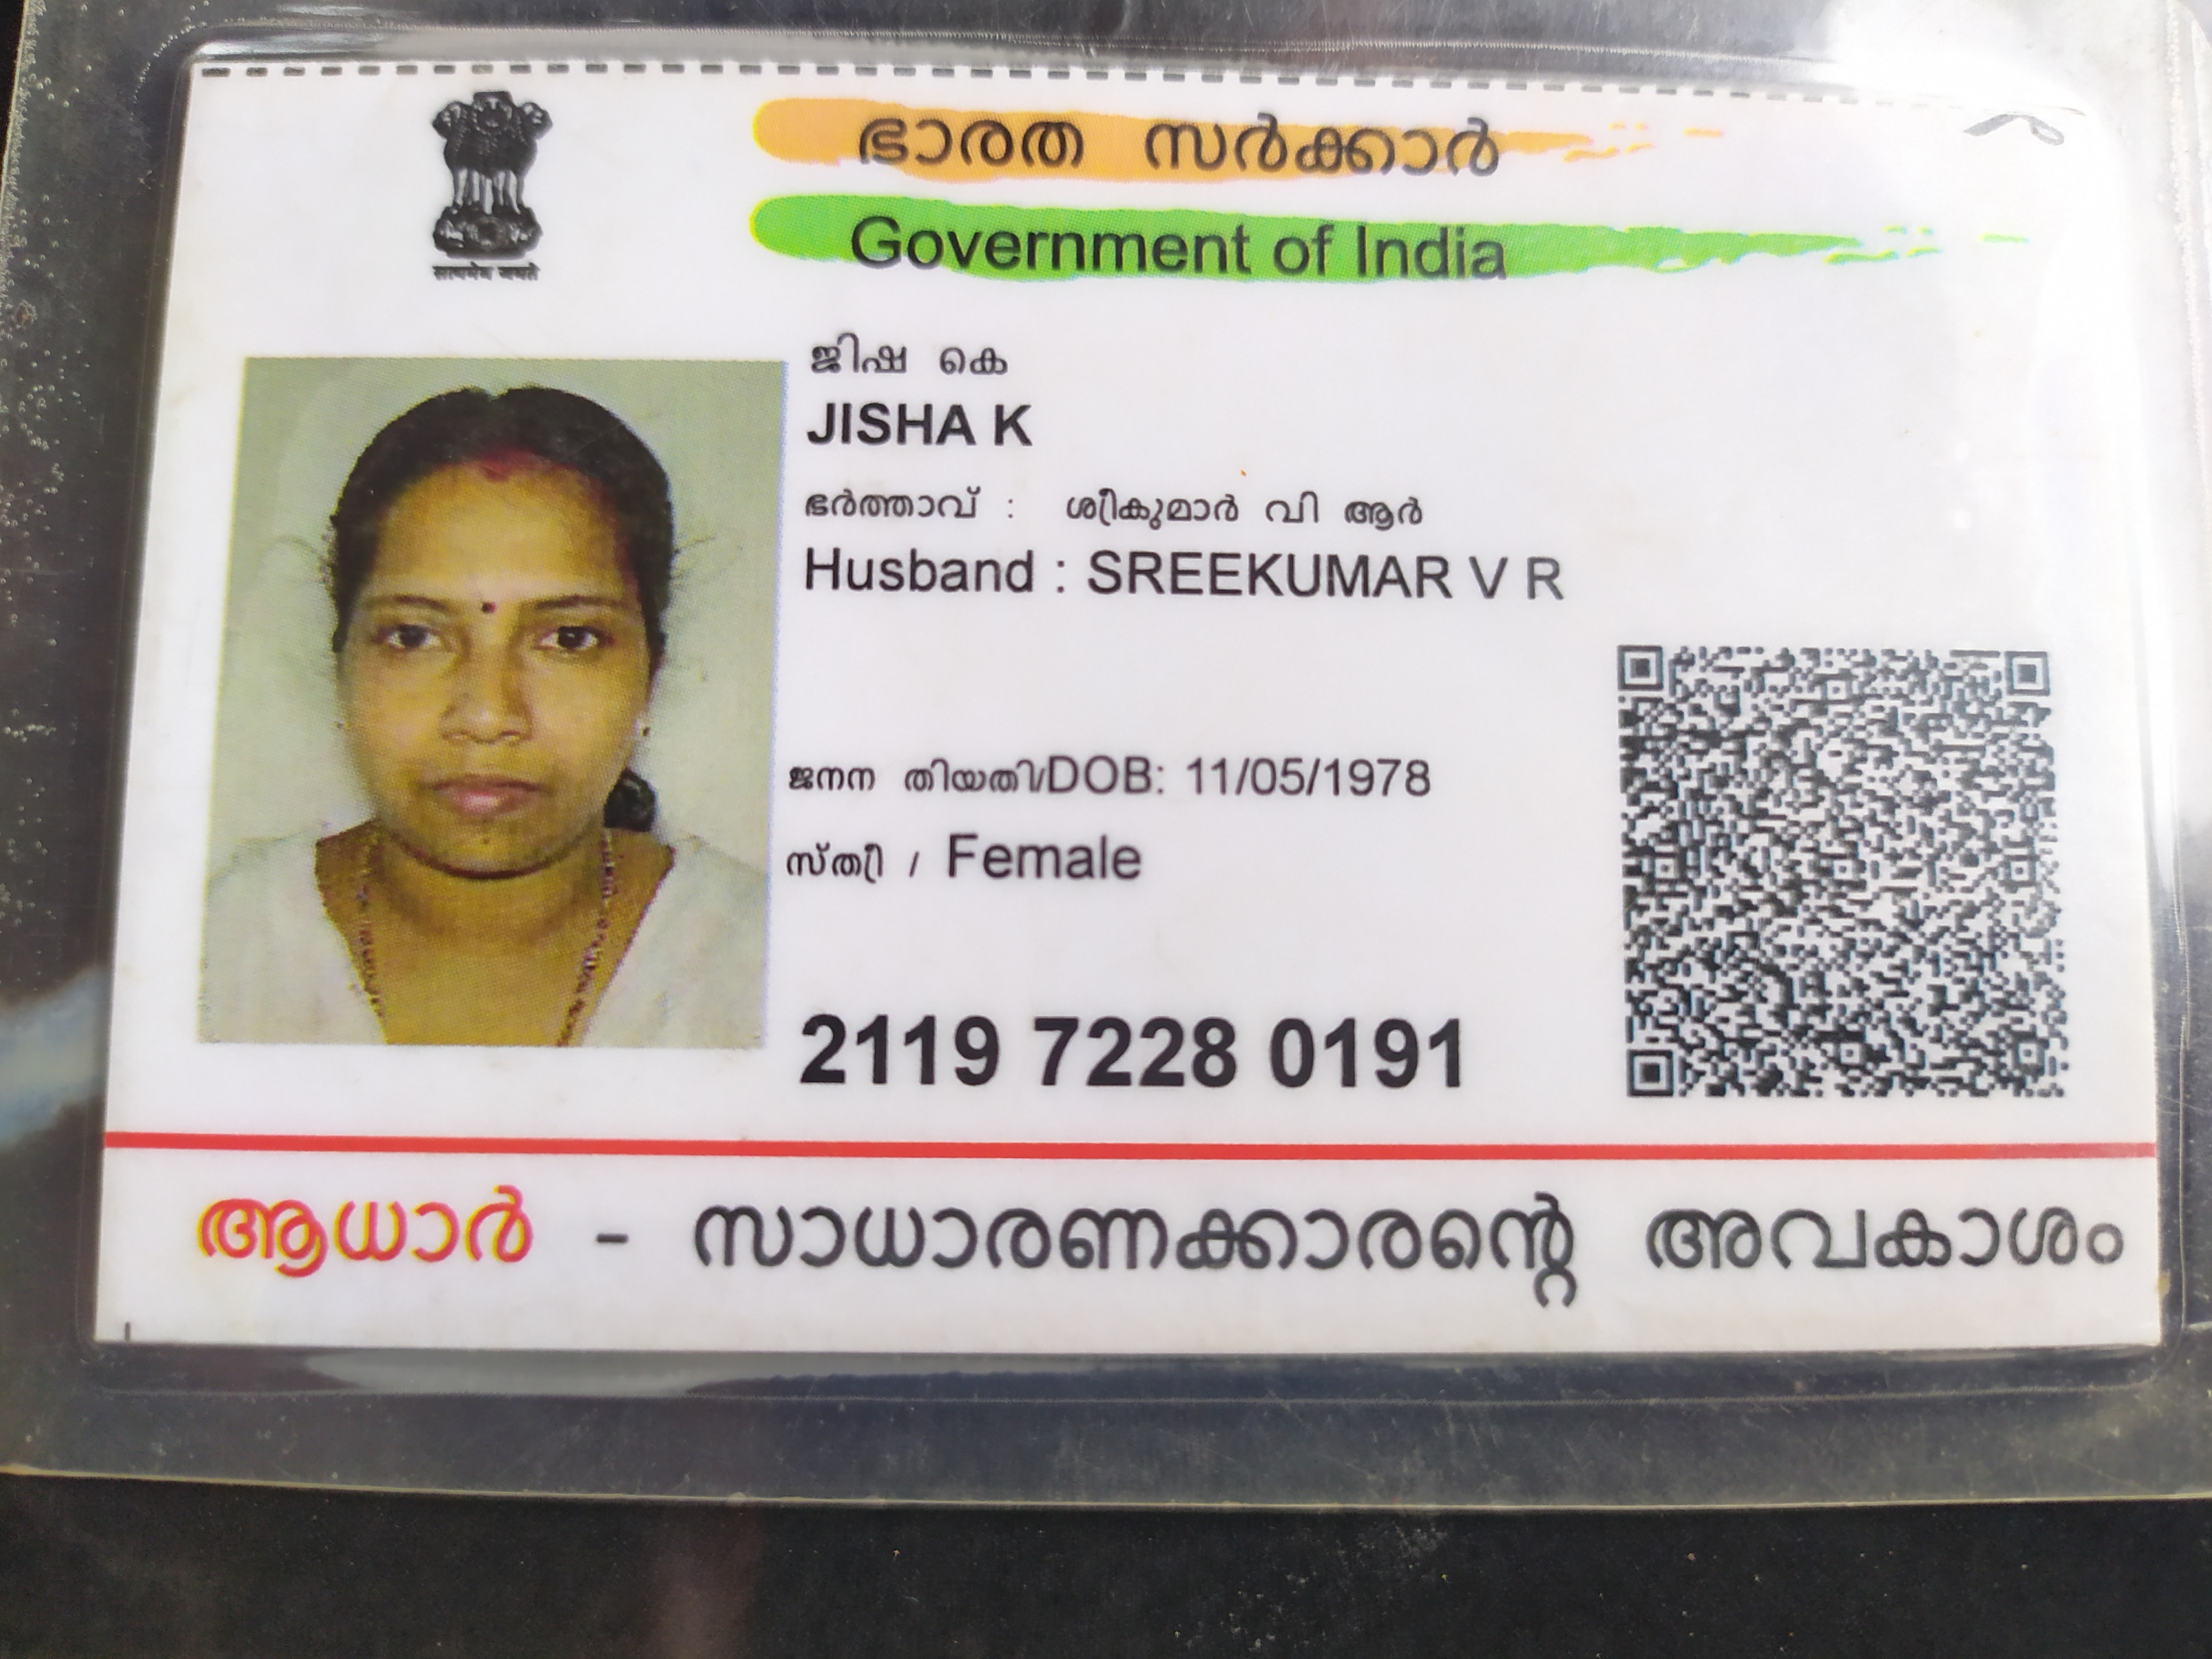 ഭാരത സർക്കാർ
Government of India
ജിഷ കെ
JISHA K
ഭർത്താവ് : ശ്രീകുമാർ വി ആർ
Husband : SREEKUMAR V R
ജനന തിയതി/DOB: 11/05/1978
സ്ത്രീ / Female
2119 7228 0191
ആധാർ - സാധാരണക്കാരന്റെ അവകാശം